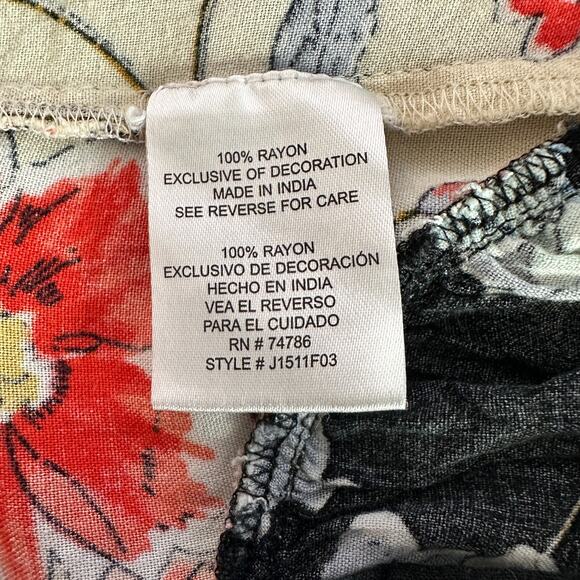 100% RAYON
EXCLUSIVE OF DECORATION
MADE IN INDIA
SEE REVERSE FOR CARE
100% RAYON
EXCLUSIVO DE DECORACIÓN
HECHO EN INDIA
VEA EL REVERSO
PARA EL CUIDADO
RN # 74786
STYLE # J1511F03